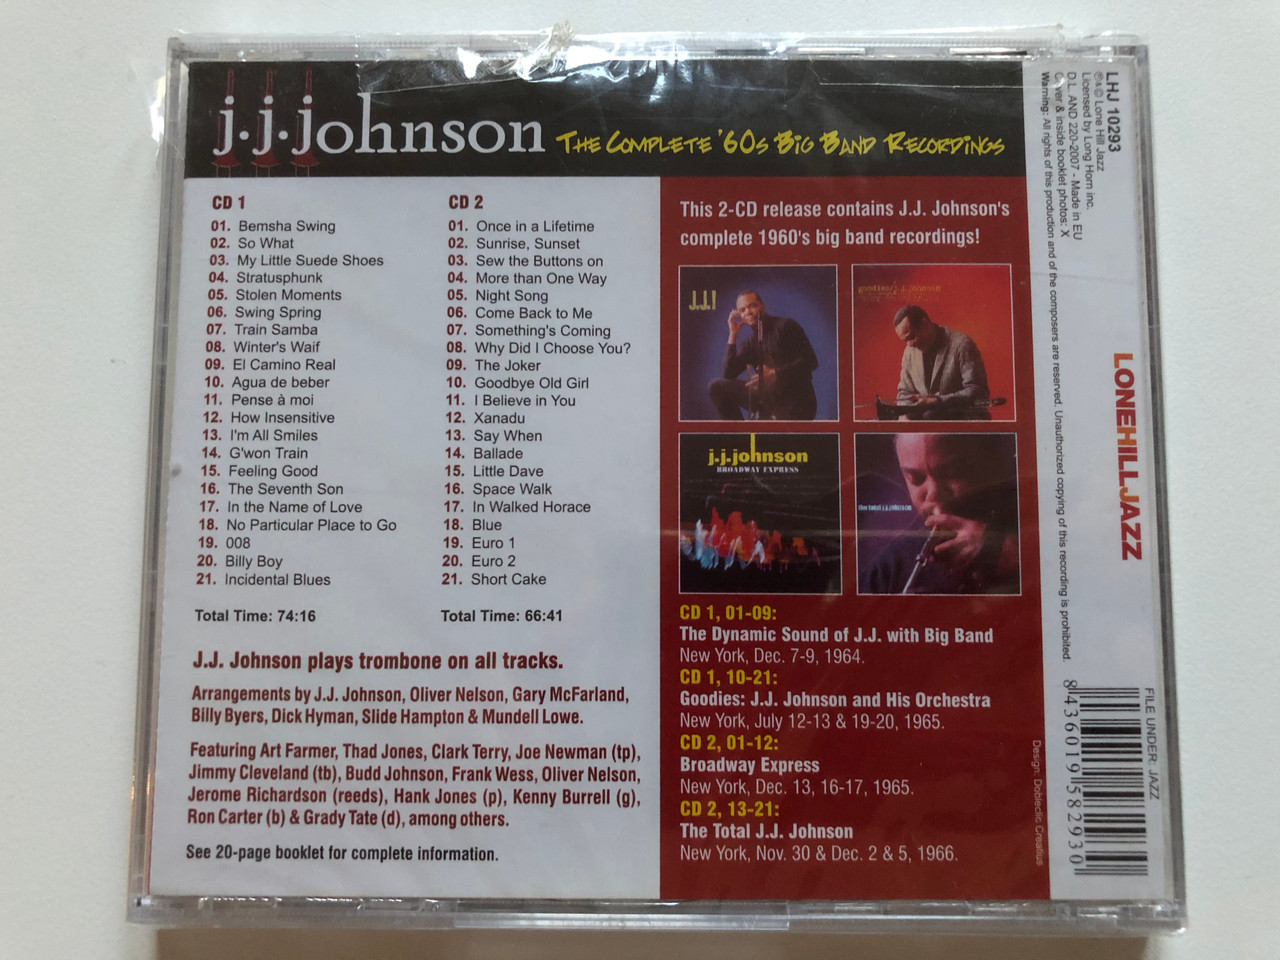 j.j.johnson THE COMPLETE '60s BIG BAND RECORDINGS
CD 1
01. Bemsha Swing
02. So What
03. My Little Suede Shoes
04. Stratusphunk
05. Stolen Moments
06. Swing Spring
07. Train Samba
08. Winter's Waif
09. El Camino Real
10. Agua de beber
11. Pense à moi
12. How Insensitive
13. I'm All Smiles
14. G'won Train
15. Feeling Good
16. The Seventh Son
17. In the Name of Love
18. No Particular Place to Go
19. 008
20. Billy Boy
21. Incidental Blues
Total Time: 74:16
CD 2
01. Once in a Lifetime
02. Sunrise, Sunset
03. Sew the Buttons on
04. More than One Way
05. Night Song
06. Come Back to Me
07. Something's Coming
08. Why Did I Choose You?
09. The Joker
10. Goodbye Old Girl
11. I Believe in You
12. Xanadu
13. Say When
14. Ballade
15. Little Dave
16. Space Walk
17. In Walked Horace
18. Blue
19. Euro 1
20. Euro 2
21. Short Cake
Total Time: 66:41
J.J. Johnson plays trombone on all tracks.
Arrangements by J.J. Johnson, Oliver Nelson, Gary McFarland,
Billy Byers, Dick Hyman, Slide Hampton & Mundell Lowe.
Featuring Art Farmer, Thad Jones, Clark Terry, Joe Newman (tp),
Jimmy Cleveland (tb), Budd Johnson, Frank Wess, Oliver Nelson,
Jerome Richardson (reeds), Hank Jones (p), Kenny Burrell (g),
Ron Carter (b) & Grady Tate (d), among others.
See 20-page booklet for complete information.
This 2-CD release contains J.J. Johnson's
complete 1960's big band recordings!
J.J.!
goodies/j.j. johnson
j.j.johnson
BROADWAY EXPRESS
the total j.j.johnson
CD 1, 01-09:
The Dynamic Sound of J.J. with Big Band
New York, Dec. 7-9, 1964.
CD 1, 10-21:
Goodies: J.J. Johnson and His Orchestra
New York, July 12-13 & 19-20, 1965.
CD 2, 01-12:
Broadway Express
New York, Dec. 13, 16-17, 1965.
CD 2, 13-21:
The Total J.J. Johnson
New York, Nov. 30 & Dec. 2 & 5, 1966.
Design: Dobleclic Creatius
LHJ 10293
℗&© Lone Hill Jazz
Licensed by Long Horn inc.
D.L. AND 220-2007 - Made in EU
Cover & inside booklet photos: X
Warning: All rights of this production and of the composers are reserved. Unauthorized copying of this recording is prohibited.
LONEHILLJAZZ
FILE UNDER: JAZZ
8 436019 582930